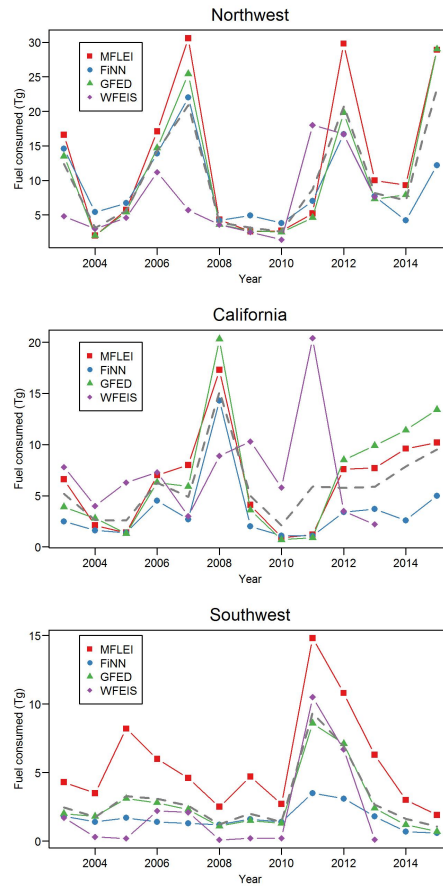 Northwest
Fuel consumed (Tg)
30
25
20
15
10
5
MFLEI
FiNN
GFED
WFEIS
2004 2006 2008 2010 2012 2014
Year
California
Fuel consumed (Tg)
20
15
10
5
0
MFLEI
FiNN
GFED
WFEIS
2004 2006 2008 2010 2012 2014
Year
Southwest
Fuel consumed (Tg)
15
10
5
0
MFLEI
FiNN
GFED
WFEIS
2004 2006 2008 2010 2012 2014
Year